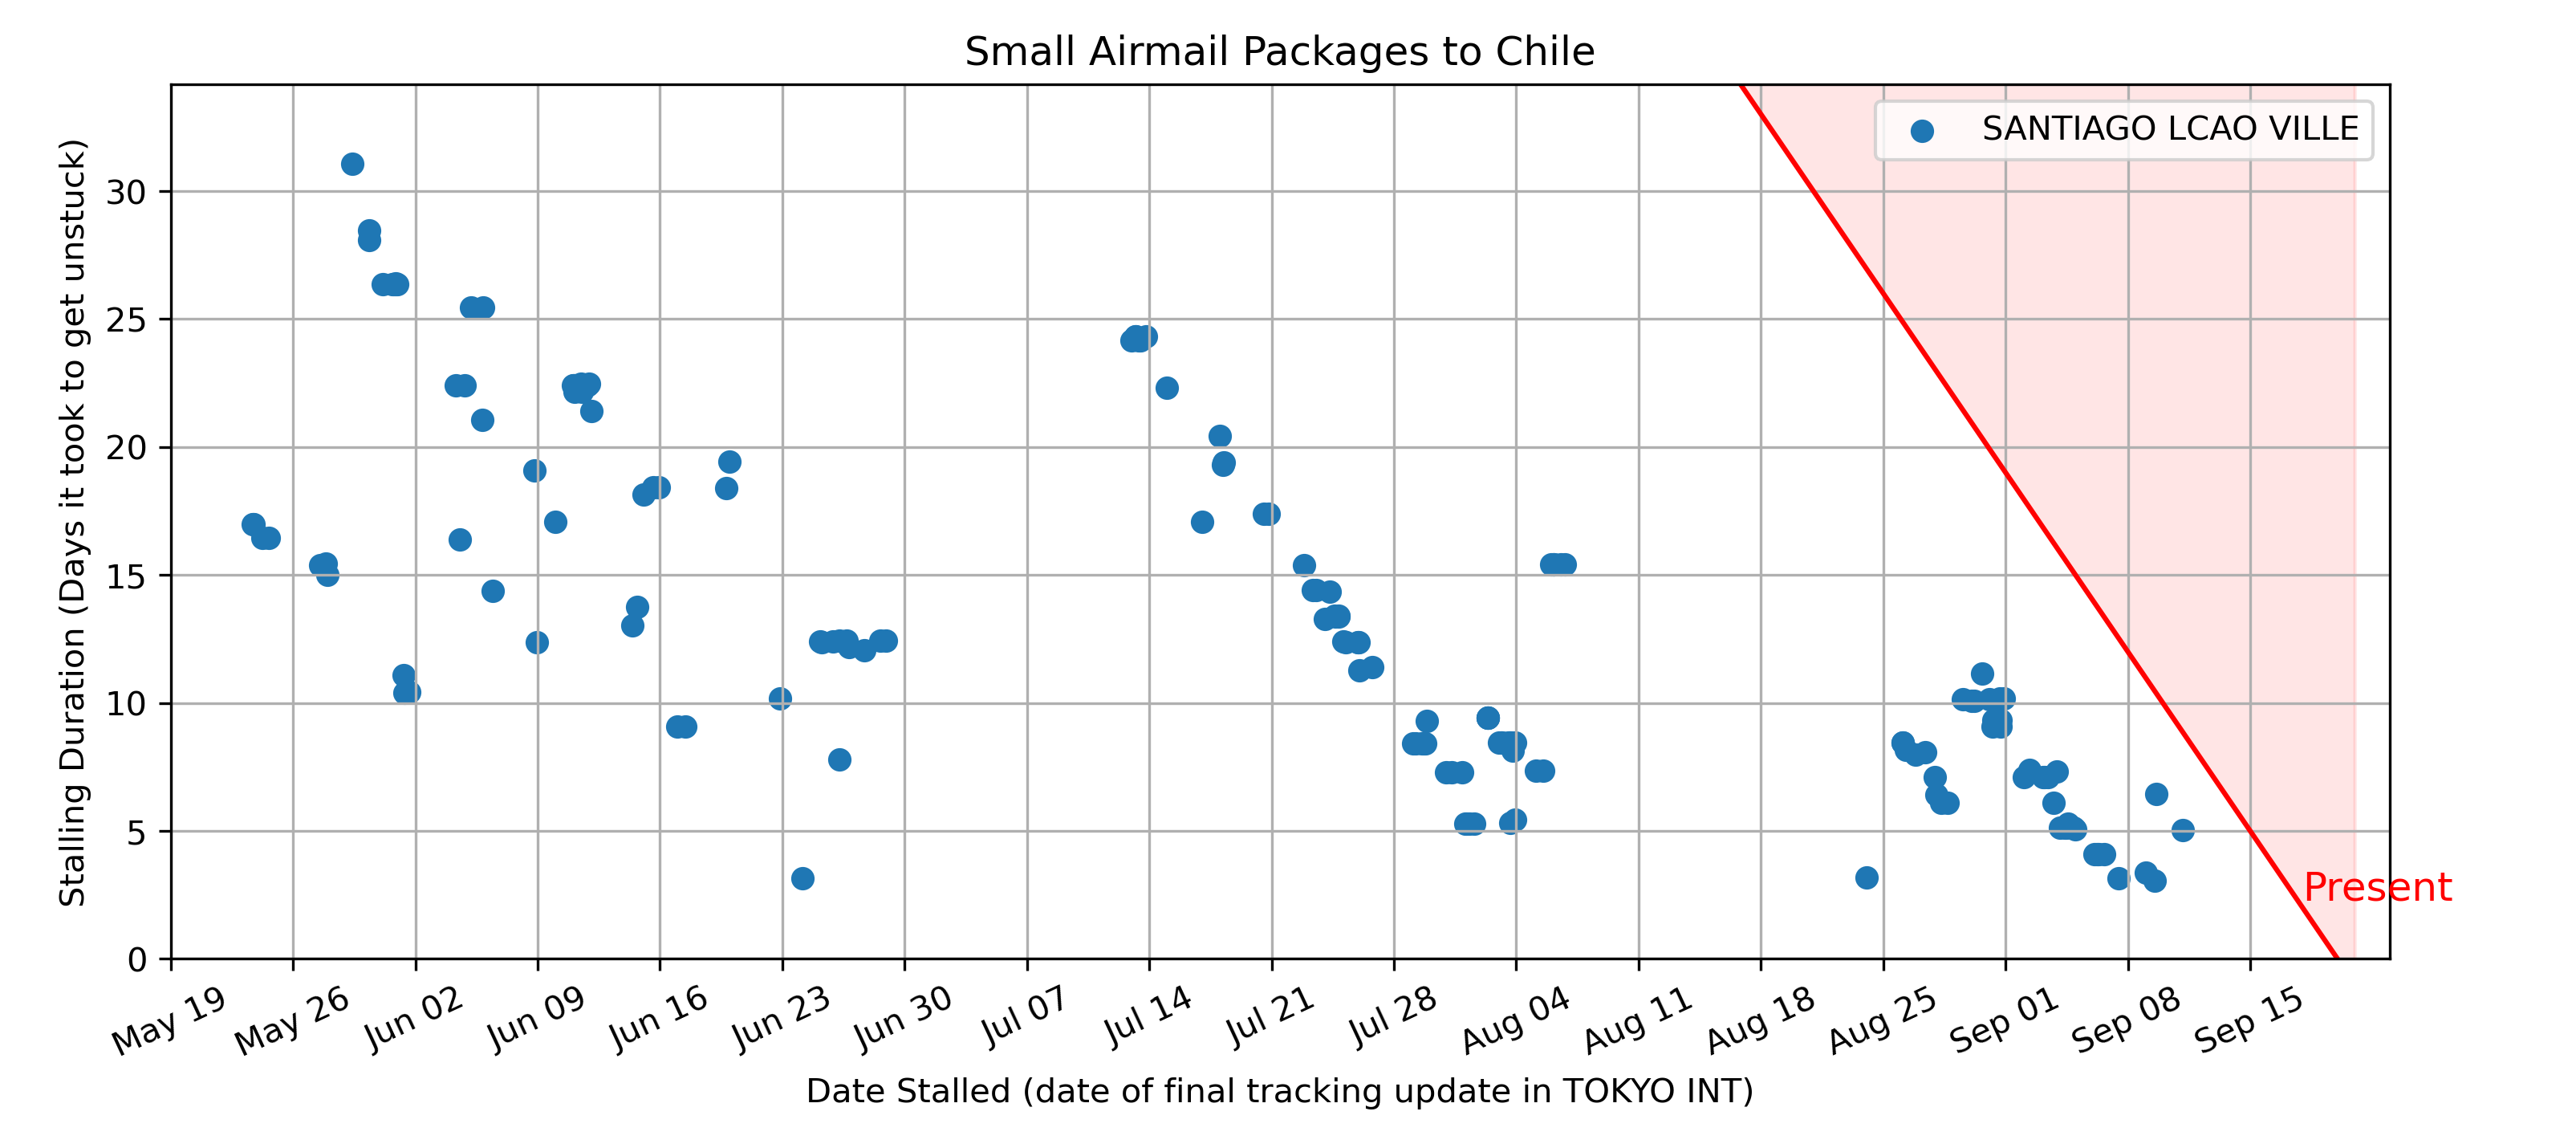 Small Airmail Packages to Chile
SANTIAGO LCAO VILLE
Stalling Duration (Days it took to get unstuck)
30
25
20
15
10
5
0
Present
May 19
May 26
Jun 02
Jun 09
Jun 16
Jun 23
Jun 30
Jul 07
Jul 14
Jul 21
Jul 28
Aug 04
Aug 11
Aug 18
Aug 25
Sep 01
Sep 08
Sep 15
Date Stalled (date of final tracking update in TOKYO INT)